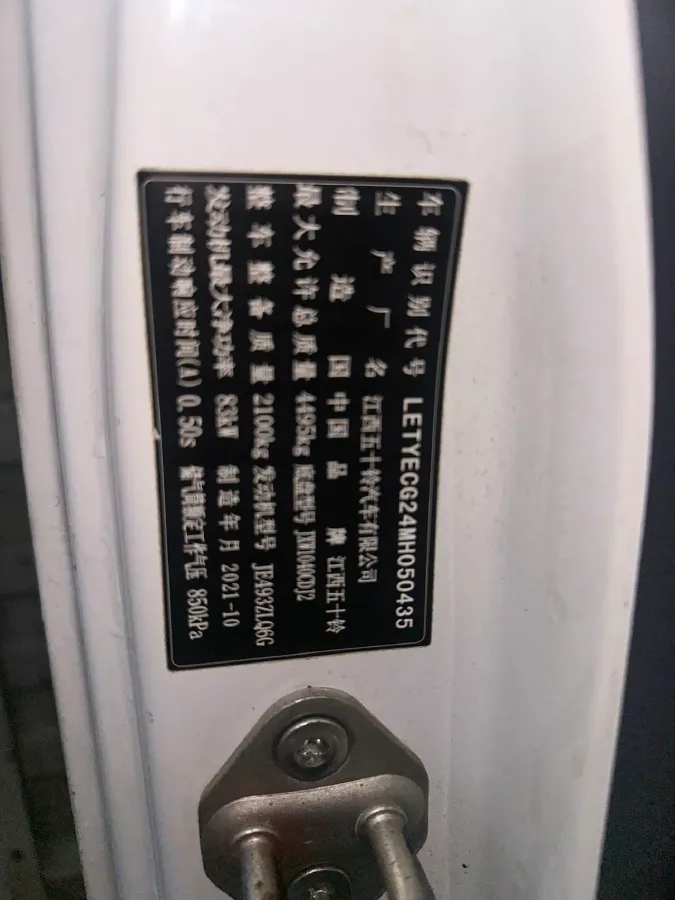 车辆识别代号 LETYECG24MH050435
生产厂名 江西五十铃汽车有限公司
制造国 中国 品牌 江西五十铃
最大允许总质量 4495kg 底盘型号 JXW1040CDJ2
整车整备质量 2100kg 发动机型号 JE493ZLQ6G
发动机最大净功率 83kW 制造年月 2021-10
行车制动响应时间(A) 0.50s 储气筒额定工作气压 850kPa